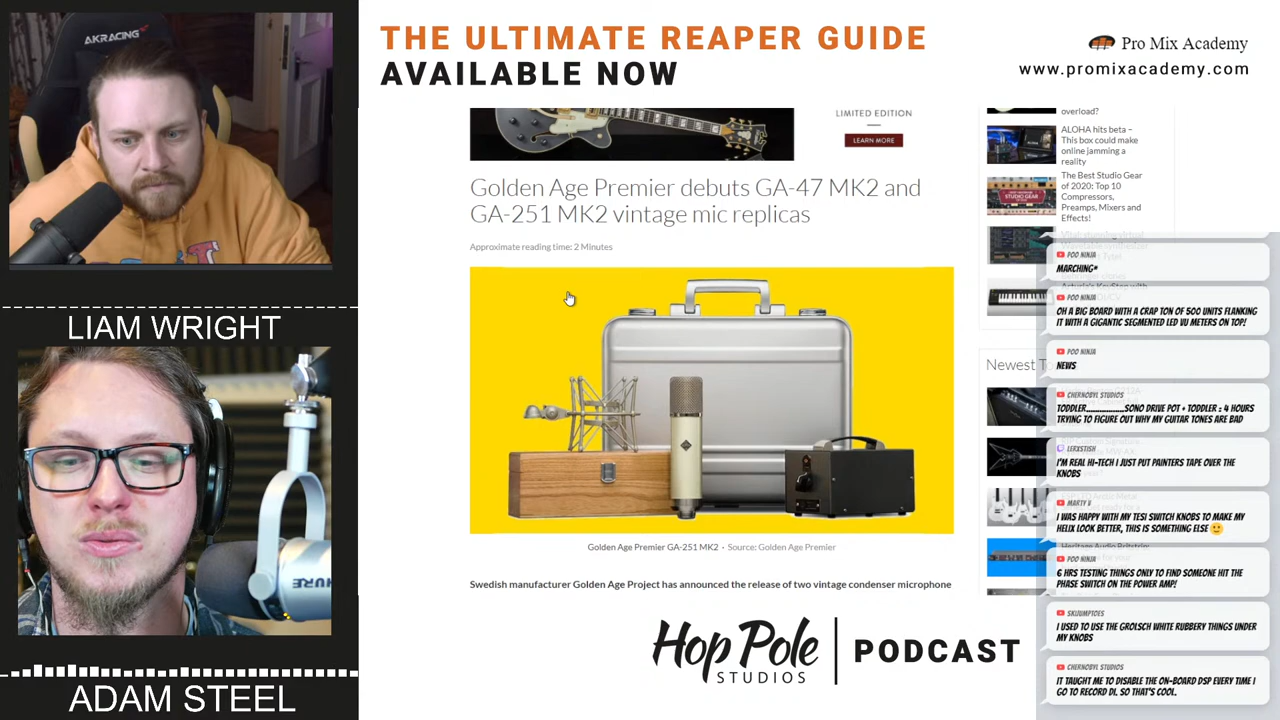 THE ULTIMATE REAPER GUIDE
AVAILABLE NOW
Pro Mix Academy
www.promixacademy.com
AKRACING
LIAM WRIGHT
ADAM STEEL
LIMITED EDITION
LEARN MORE
Golden Age Premier debuts GA-47 MK2 and
GA-251 MK2 vintage mic replicas
Approximate reading time: 2 Minutes
Golden Age Premier GA-251 MK2 • Source: Golden Age Premier
Swedish manufacturer Golden Age Project has announced the release of two vintage condenser microphone
overload?
ALOHA hits beta –
This box could make
online jamming a
reality
The Best Studio Gear
of 2020: Top 10
Compressors,
Preamps, Mixers and
Effects!
Newest
POO NINJA
MARCHING*
POO NINJA
OH A BIG BOARD WITH A CRAP TON OF 500 UNITS FLANKING
IT WITH A GIGANTIC SEGMENTED LED VU METERS ON TOP!
POO NINJA
NEWS
CHERNOBYL STUDIOS
TODDLER..................SONO DRIVE POT + TODDLER = 4 HOURS
TRYING TO FIGURE OUT WHY MY GUITAR TONES ARE BAD
LERXSTISH
I'M REAL HI-TECH I JUST PUT PAINTERS TAPE OVER THE
KNOBS
MARTY V
I WAS HAPPY WITH MY TESI SWITCH KNOBS TO MAKE MY
HELIX LOOK BETTER, THIS IS SOMETHING ELSE 🙂
POO NINJA
6 HRS TESTING THINGS ONLY TO FIND SOMEONE HIT THE
PHASE SWITCH ON THE POWER AMP!
SKIJUMPTOES
I USED TO USE THE GROLSCH WHITE RUBBERY THINGS UNDER
MY KNOBS
CHERNOBYL STUDIOS
IT TAUGHT ME TO DISABLE THE ON-BOARD DSP EVERY TIME I
GO TO RECORD DI. SO THAT'S COOL.
Hop Pole
STUDIOS
PODCAST